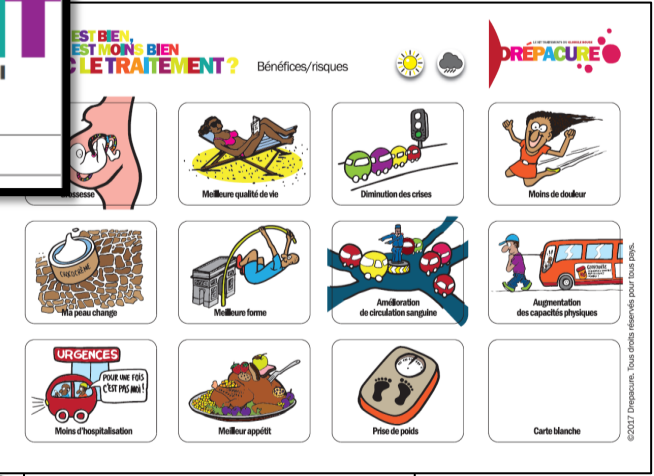 EST BIEN,
EST MOINS BIEN
LE TRAITEMENT ?
Bénéfices/risques
DRÉPACURE
Meilleure qualité de vie
Diminution des crises
Moins de douleur
CHOCOCRÈME
Ma peau change
Meilleure forme
Amélioration
de circulation sanguine
Augmentation
des capacités physiques
URGENCES
POUR UNE FOIS
C'EST PAS MOI !
Moins d'hospitalisation
Meilleur appétit
Prise de poids
Carte blanche
©2017 Drepacure. Tous droits réservés pour tous pays.